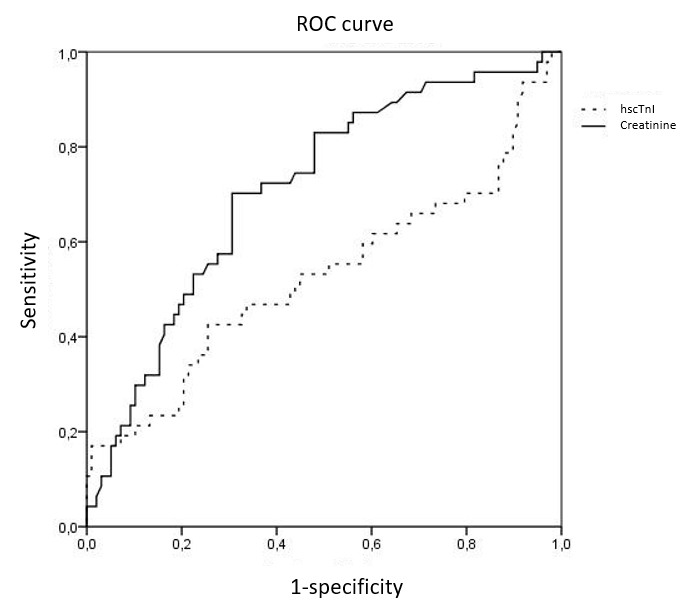 ROC curve
hscTnI
Creatinine
Sensitivity
1,0
0,8
0,6
0,4
0,2
0,0
0,0 0,2 0,4 0,6 0,8 1,0
1-specificity